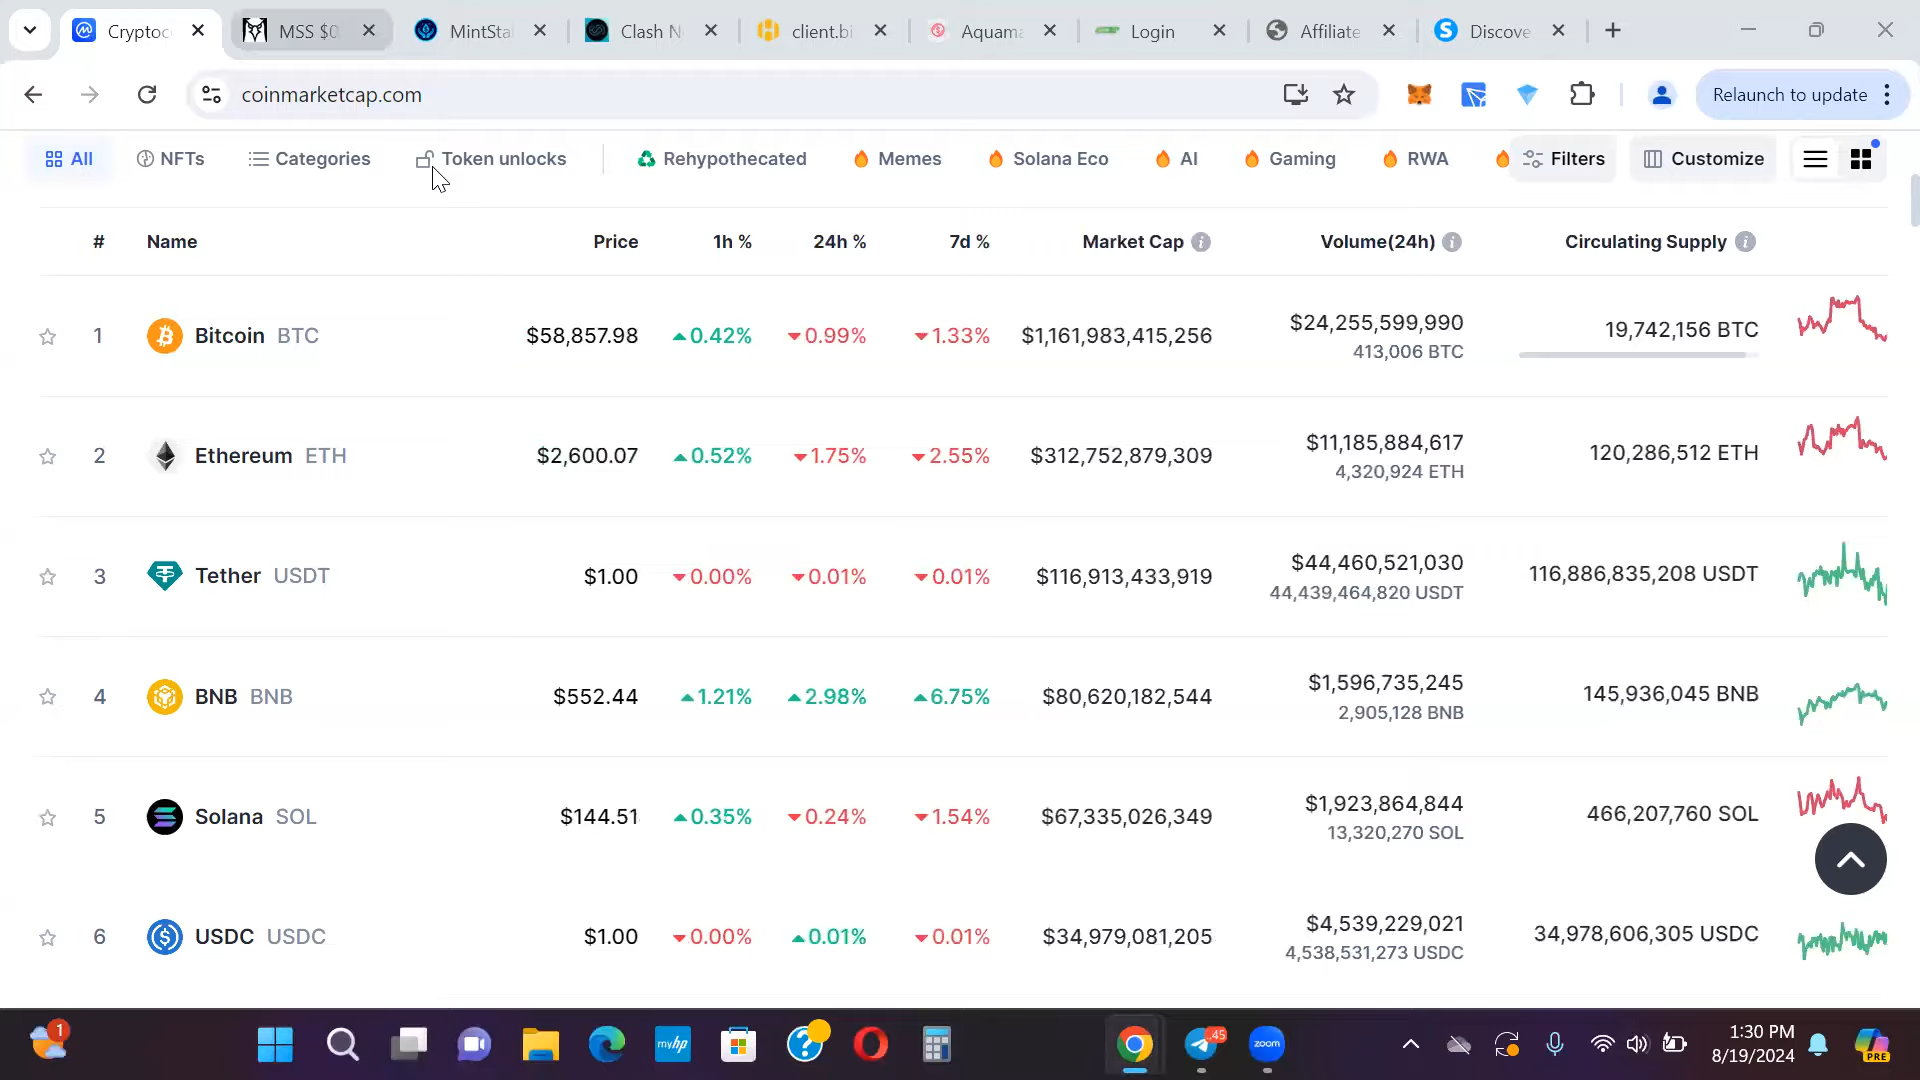 Cryptoc
MSS $0
MintSta
Clash N
client.bi
Aquama
Login
Affiliate
Discove
coinmarketcap.com
Relaunch to update
All
NFTs
Categories
Token unlocks
Rehypothecated
Memes
Solana Eco
AI
Gaming
RWA
Filters
Customize
# Name Price 1h % 24h % 7d % Market Cap Volume(24h) Circulating Supply
1 Bitcoin BTC $58,857.98 0.42% 0.99% 1.33% $1,161,983,415,256 $24,255,599,990 19,742,156 BTC
413,006 BTC
2 Ethereum ETH $2,600.07 0.52% 1.75% 2.55% $312,752,879,309 $11,185,884,617 120,286,512 ETH
4,320,924 ETH
3 Tether USDT $1.00 0.00% 0.01% 0.01% $116,913,433,919 $44,460,521,030 116,886,835,208 USDT
44,439,464,820 USDT
4 BNB BNB $552.44 1.21% 2.98% 6.75% $80,620,182,544 $1,596,735,245 145,936,045 BNB
2,905,128 BNB
5 Solana SOL $144.51 0.35% 0.24% 1.54% $67,335,026,349 $1,923,864,844 466,207,760 SOL
13,320,270 SOL
6 USDC USDC $1.00 0.00% 0.01% 0.01% $34,979,081,205 $4,539,229,021 34,978,606,305 USDC
4,538,531,273 USDC
1
myhp
45
zoom
1:30 PM
8/19/2024
PRE